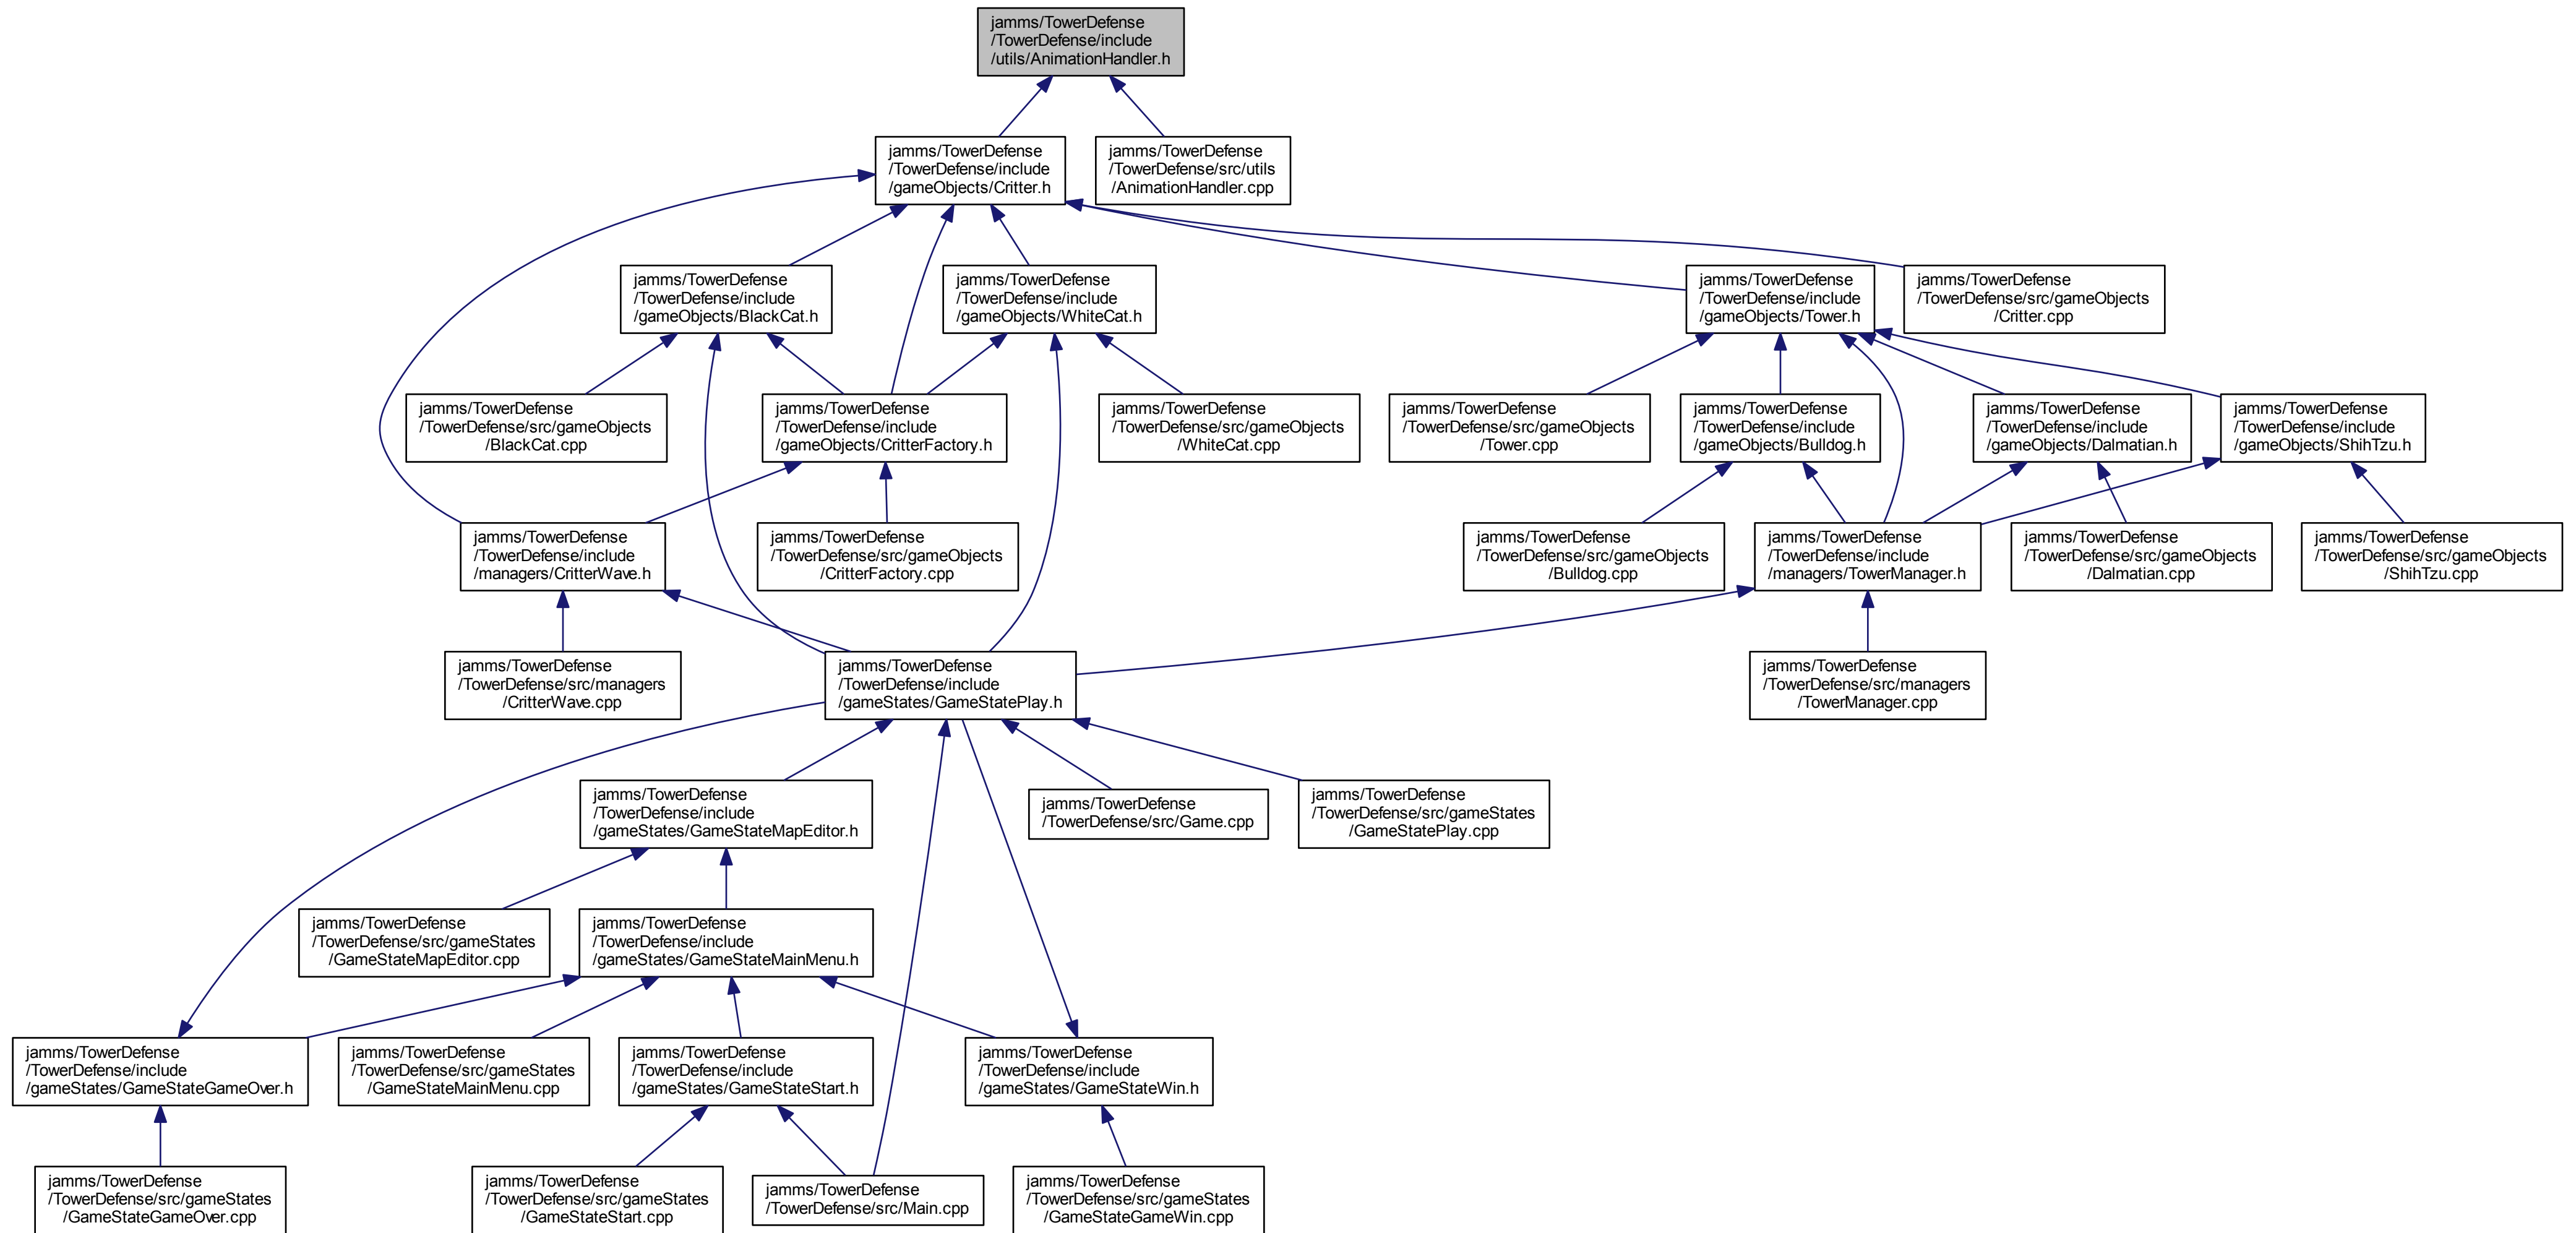 jamms/TowerDefense
/TowerDefense/include
/utils/AnimationHandler.h
jamms/TowerDefense
/TowerDefense/include
/gameObjects/Critter.h
jamms/TowerDefense
/TowerDefense/src/utils
/AnimationHandler.cpp
jamms/TowerDefense
/TowerDefense/include
/gameObjects/BlackCat.h
jamms/TowerDefense
/TowerDefense/include
/gameObjects/WhiteCat.h
jamms/TowerDefense
/TowerDefense/include
/gameObjects/Tower.h
jamms/TowerDefense
/TowerDefense/src/gameObjects
/Critter.cpp
jamms/TowerDefense
/TowerDefense/src/gameObjects
/BlackCat.cpp
jamms/TowerDefense
/TowerDefense/include
/gameObjects/CritterFactory.h
jamms/TowerDefense
/TowerDefense/src/gameObjects
/WhiteCat.cpp
jamms/TowerDefense
/TowerDefense/src/gameObjects
/Tower.cpp
jamms/TowerDefense
/TowerDefense/include
/gameObjects/Bulldog.h
jamms/TowerDefense
/TowerDefense/include
/gameObjects/Dalmatian.h
jamms/TowerDefense
/TowerDefense/include
/gameObjects/ShihTzu.h
jamms/TowerDefense
/TowerDefense/include
/managers/CritterWave.h
jamms/TowerDefense
/TowerDefense/src/gameObjects
/CritterFactory.cpp
jamms/TowerDefense
/TowerDefense/src/gameObjects
/Bulldog.cpp
jamms/TowerDefense
/TowerDefense/include
/managers/TowerManager.h
jamms/TowerDefense
/TowerDefense/src/gameObjects
/Dalmatian.cpp
jamms/TowerDefense
/TowerDefense/src/gameObjects
/ShihTzu.cpp
jamms/TowerDefense
/TowerDefense/src/managers
/CritterWave.cpp
jamms/TowerDefense
/TowerDefense/include
/gameStates/GameStatePlay.h
jamms/TowerDefense
/TowerDefense/src/managers
/TowerManager.cpp
jamms/TowerDefense
/TowerDefense/include
/gameStates/GameStateMapEditor.h
jamms/TowerDefense
/TowerDefense/src/Game.cpp
jamms/TowerDefense
/TowerDefense/src/gameStates
/GameStatePlay.cpp
jamms/TowerDefense
/TowerDefense/src/gameStates
/GameStateMapEditor.cpp
jamms/TowerDefense
/TowerDefense/include
/gameStates/GameStateMainMenu.h
jamms/TowerDefense
/TowerDefense/include
/gameStates/GameStateGameOver.h
jamms/TowerDefense
/TowerDefense/src/gameStates
/GameStateMainMenu.cpp
jamms/TowerDefense
/TowerDefense/include
/gameStates/GameStateStart.h
jamms/TowerDefense
/TowerDefense/include
/gameStates/GameStateWin.h
jamms/TowerDefense
/TowerDefense/src/gameStates
/GameStateGameOver.cpp
jamms/TowerDefense
/TowerDefense/src/gameStates
/GameStateStart.cpp
jamms/TowerDefense
/TowerDefense/src/Main.cpp
jamms/TowerDefense
/TowerDefense/src/gameStates
/GameStateGameWin.cpp